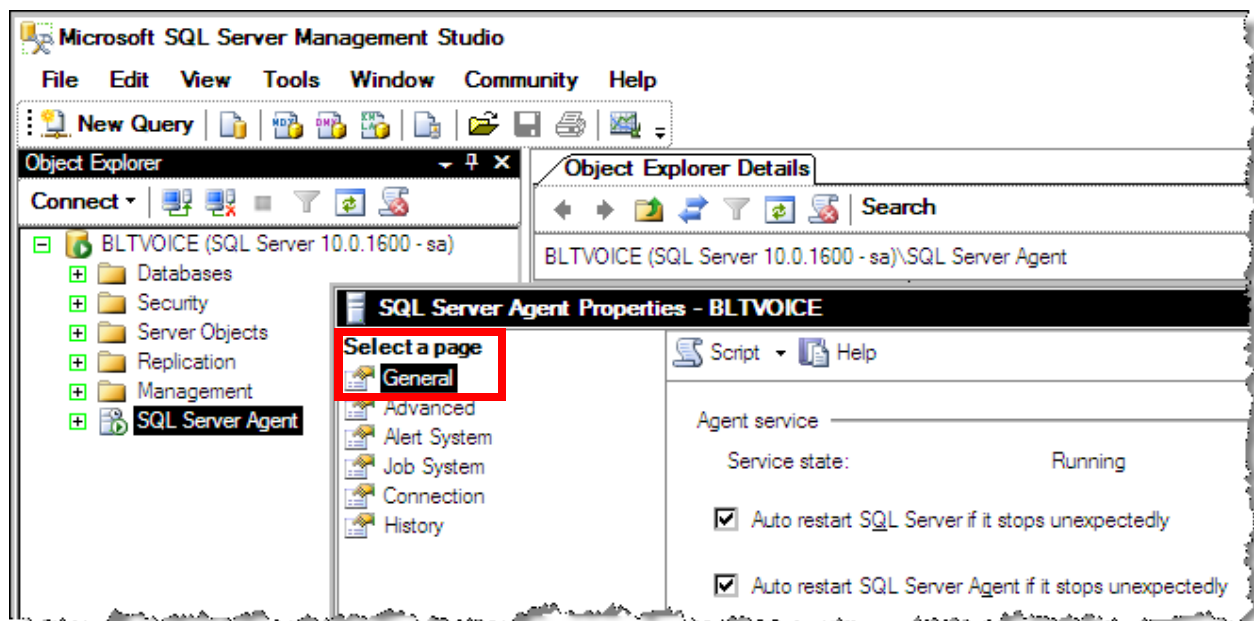 Microsoft SQL Server Management Studio
File Edit View Tools Window Community Help
New Query
Object Explorer
Connect
BLTVOICE (SQL Server 10.0.1600 - sa)
Databases
Security
Server Objects
Replication
Management
SQL Server Agent
Object Explorer Details
Search
BLTVOICE (SQL Server 10.0.1600 - sa)\SQL Server Agent
SQL Server Agent Properties - BLTVOICE
Select a page
General
Advanced
Alert System
Job System
Connection
History
Script Help
Agent service
Service state: Running
Auto restart SQL Server if it stops unexpectedly
Auto restart SQL Server Agent if it stops unexpectedly